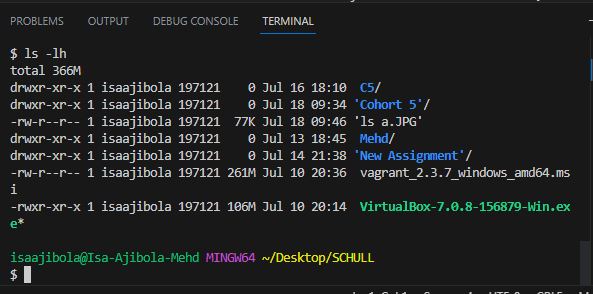 PROBLEMS OUTPUT DEBUG CONSOLE TERMINAL
$ ls -lh
total 366M
drwxr-xr-x 1 isaajibola 197121    0 Jul 16 18:10  C5/
drwxr-xr-x 1 isaajibola 197121    0 Jul 18 09:34 'Cohort 5'/
-rw-r--r-- 1 isaajibola 197121  77K Jul 18 09:46 'ls a.JPG'
drwxr-xr-x 1 isaajibola 197121    0 Jul 13 18:45  Mehd/
drwxr-xr-x 1 isaajibola 197121    0 Jul 14 21:38 'New Assignment'/
-rw-r--r-- 1 isaajibola 197121 261M Jul 10 20:36  vagrant_2.3.7_windows_amd64.ms
i
-rwxr-xr-x 1 isaajibola 197121 106M Jul 10 20:14  VirtualBox-7.0.8-156879-Win.ex
e*
isaajibola@Isa-Ajibola-Mehd MINGW64 ~/Desktop/SCHULL
$